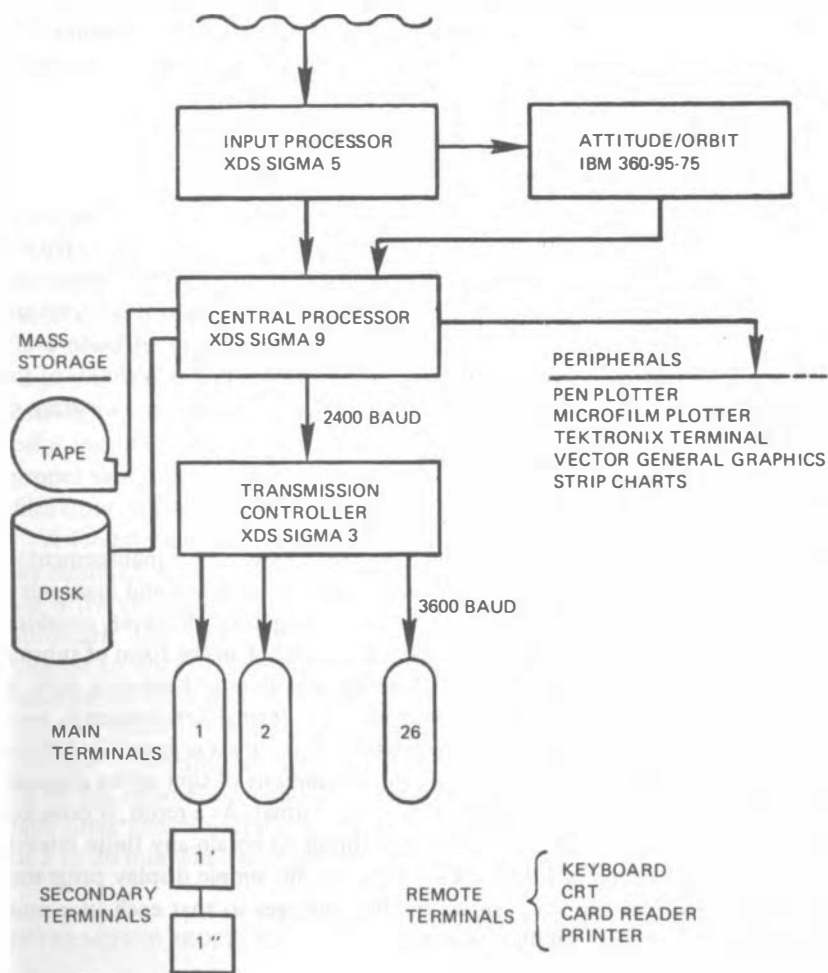 INPUT PROCESSOR
XDS SIGMA 5
ATTITUDE/ORBIT
IBM 360-95-75
CENTRAL PROCESSOR
XDS SIGMA 9
MASS
STORAGE
TAPE
DISK
2400 BAUD
PERIPHERALS
PEN PLOTTER
MICROFILM PLOTTER
TEKTRONIX TERMINAL
VECTOR GENERAL GRAPHICS
STRIP CHARTS
TRANSMISSION
CONTROLLER
XDS SIGMA 3
3600 BAUD
MAIN
TERMINALS
1
2
26
SECONDARY
TERMINALS
1'
1''
REMOTE
TERMINALS
KEYBOARD
CRT
CARD READER
PRINTER